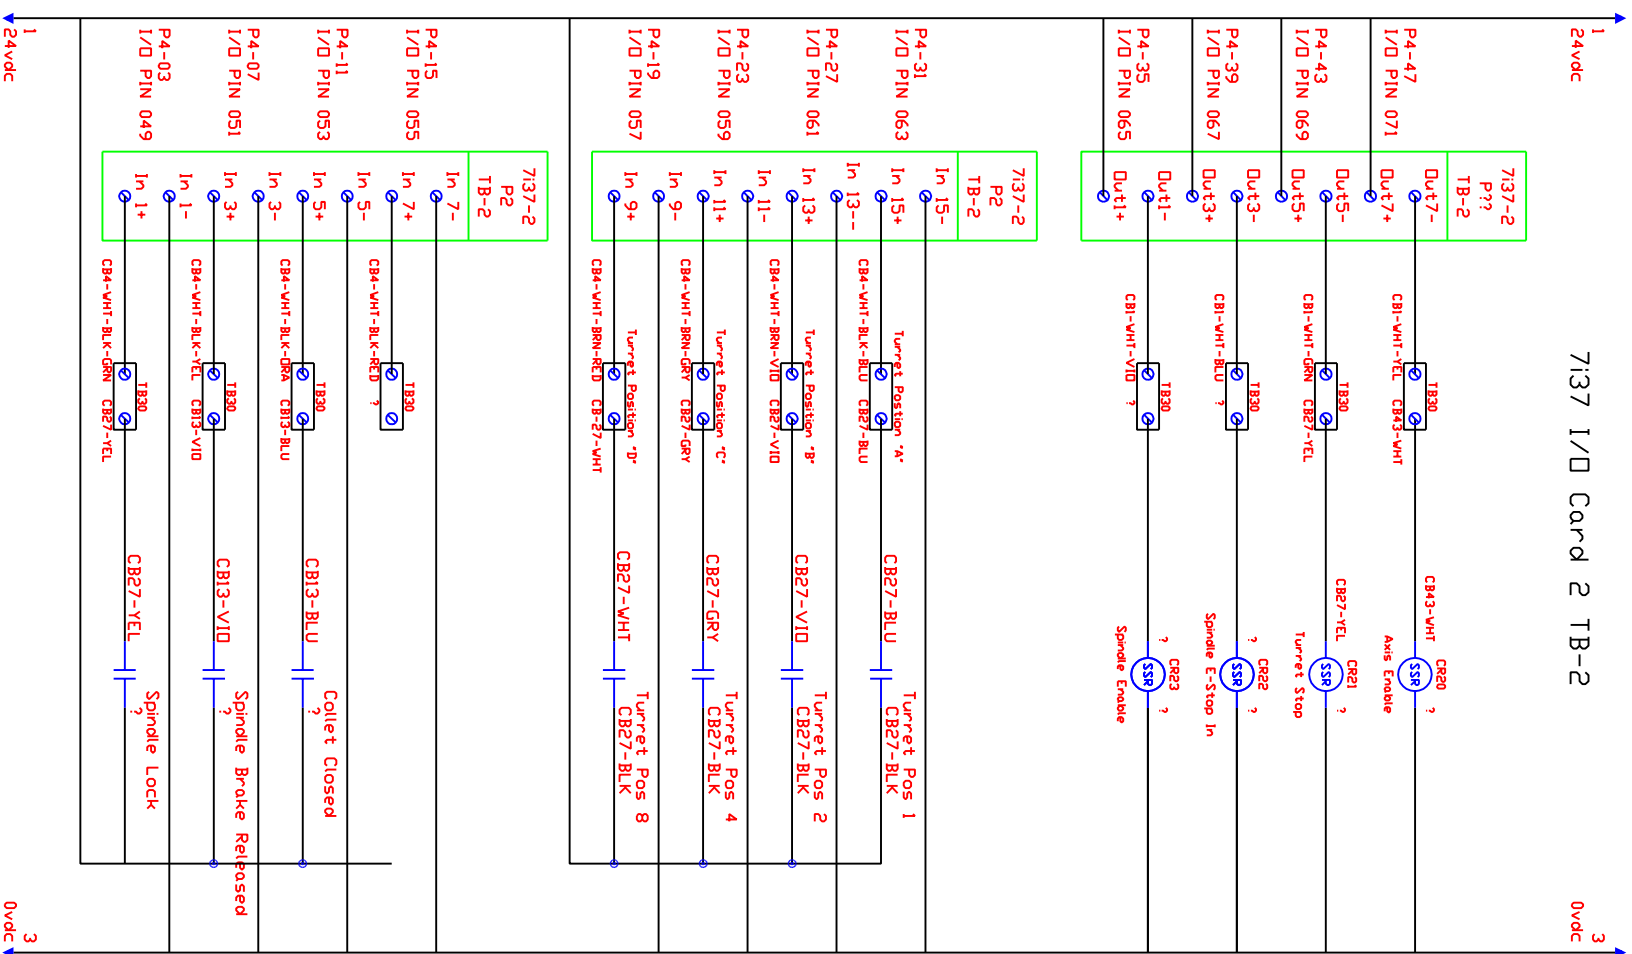 7i37 I/O Card 2 TB-2
1
24vdc
3
0vdc
P4-47
I/O PIN 071
P4-43
I/O PIN 069
P4-39
I/O PIN 067
P4-35
I/O PIN 065
7i37-2
P??
TB-2
Out7-
Out7+
Out5-
Out5+
Out3-
Out3+
Out1-
Out1+
TB30
CB1-WHT-YEL CB43-WHT
TB30
CB1-WHT-GRN CB27-YEL
TB30
CB1-WHT-BLU ?
TB30
CB1-WHT-VIO ?
CB43-WHT
CR20
SSR
?
Axis Enable
CB27-YEL
CR21
SSR
?
Turret Stop
?
CR22
SSR
?
Spindle E-Stop In
?
CR23
SSR
?
Spindle Enable
P4-31
I/O PIN 063
P4-27
I/O PIN 061
P4-23
I/O PIN 059
P4-19
I/O PIN 057
7i37-2
P2
TB-2
In 15-
In 15+
In 13--
In 13+
In 11-
In 11+
In 9-
In 9+
Turret Postion "A"
CB4-WHT-BLK-BLU CB27-BLU
Turret Position "B"
CB4-WHT-BRN-VIO CB27-VIO
Turret Position "C"
CB4-WHT-BRN-GRY CB27-GRY
Turret Position "D"
CB4-WHT-BRN-RED CB-27-WHT
CB27-BLU
Turret Pos 1
CB27-BLK
CB27-VIO
Turret Pos 2
CB27-BLK
CB27-GRY
Turret Pos 4
CB27-BLK
CB27-WHT
Turret Pos 8
CB27-BLK
P4-15
I/O PIN 055
P4-11
I/O PIN 053
P4-07
I/O PIN 051
P4-03
I/O PIN 049
7i37-2
P2
TB-2
In 7-
In 7+
In 5-
In 5+
In 3-
In 3+
In 1-
In 1+
TB30
CB4-WHT-BLK-RED ?
TB30
CB4-WHT-BLK-ORA CB13-BLU
TB30
CB4-WHT-BLK-YEL CB13-VIO
TB30
CB4-WHT-BLK-GRN CB27-YEL
CB13-BLU
Collet Closed
?
CB13-VIO
Spindle Brake Released
?
CB27-YEL
Spindle Lock
?
1
24vdc
3
0vdc